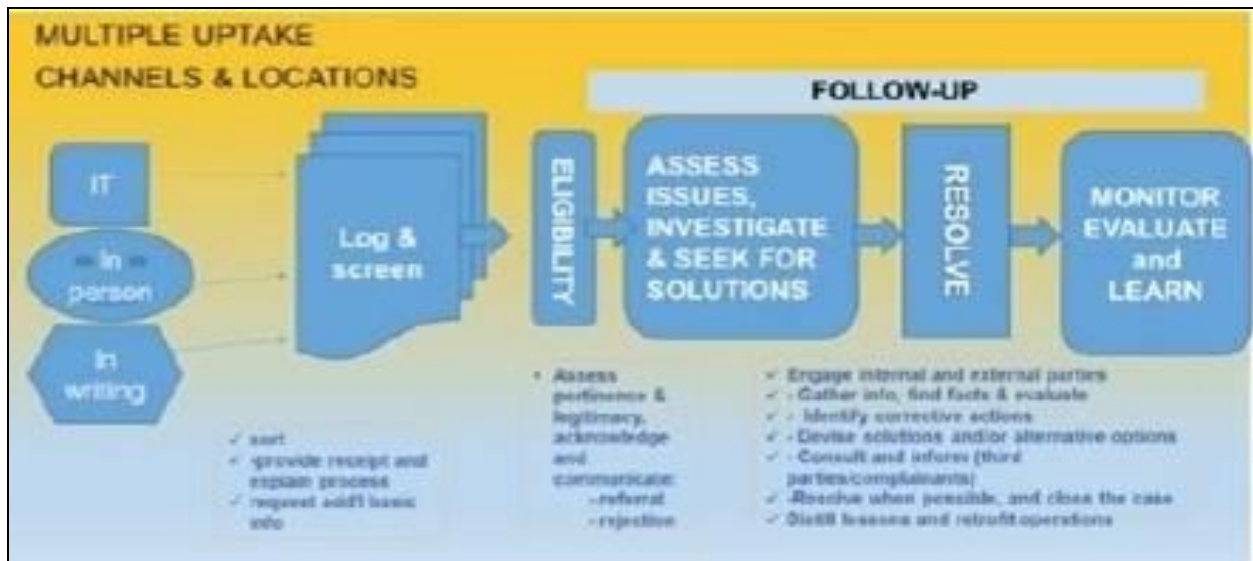 MULTIPLE UPTAKE
CHANNELS & LOCATIONS
FOLLOW-UP
IT
In
person
In
writing
Log &
screen
ELIGIBILITY
ASSESS
ISSUES,
INVESTIGATE
& SEEK FOR
SOLUTIONS
RESOLVE
MONITOR
EVALUATE
and
LEARN
✓ sort
✓ -provide receipt and
explain process
✓ request add'l basic
info
• Assess
pertinence &
legitimacy,
acknowledge
and
communicate:
-referral
-rejection
✓ Engage internal and external parties
✓ - Gather info, find facts & evaluate
✓ - Identify corrective actions
✓ - Devise solutions and/or alternative options
✓ - Consult and inform (third
parties/complainants)
✓ -Resolve when possible, and close the case
✓ Distill lessons and retrofit operations